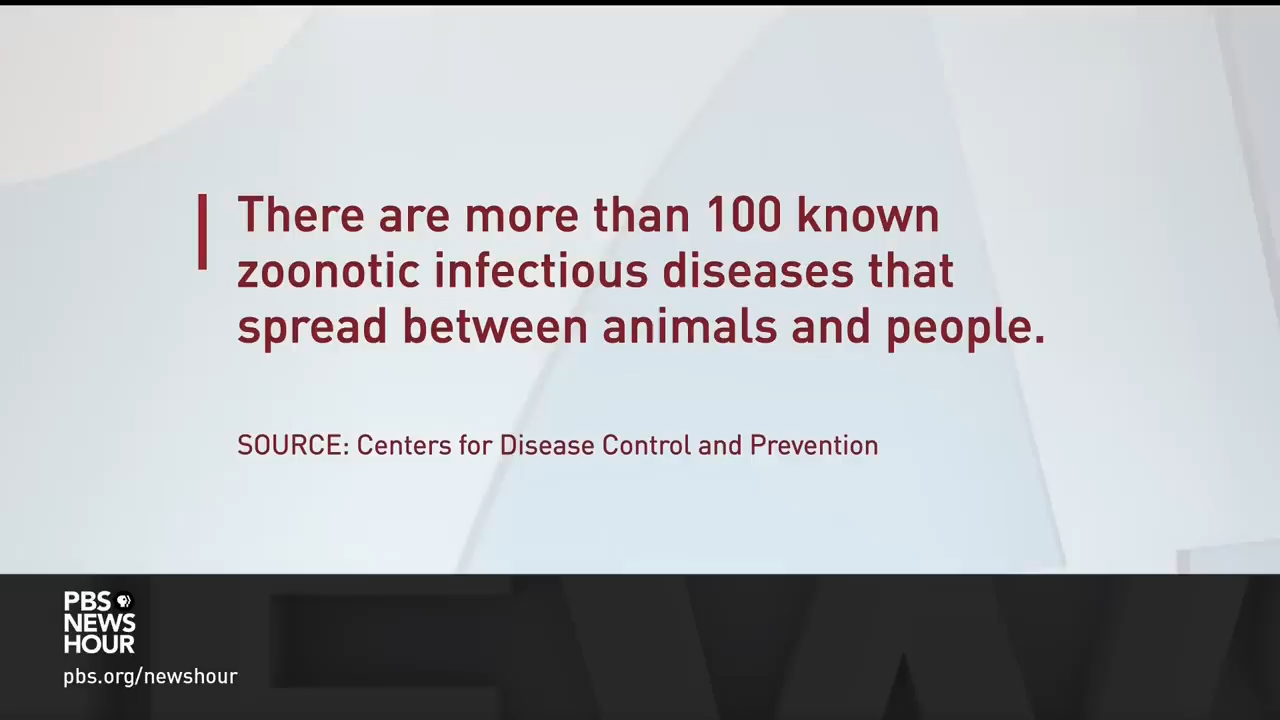 There are more than 100 known
zoonotic infectious diseases that
spread between animals and people.
SOURCE: Centers for Disease Control and Prevention
PBS
NEWS
HOUR
pbs.org/newshour